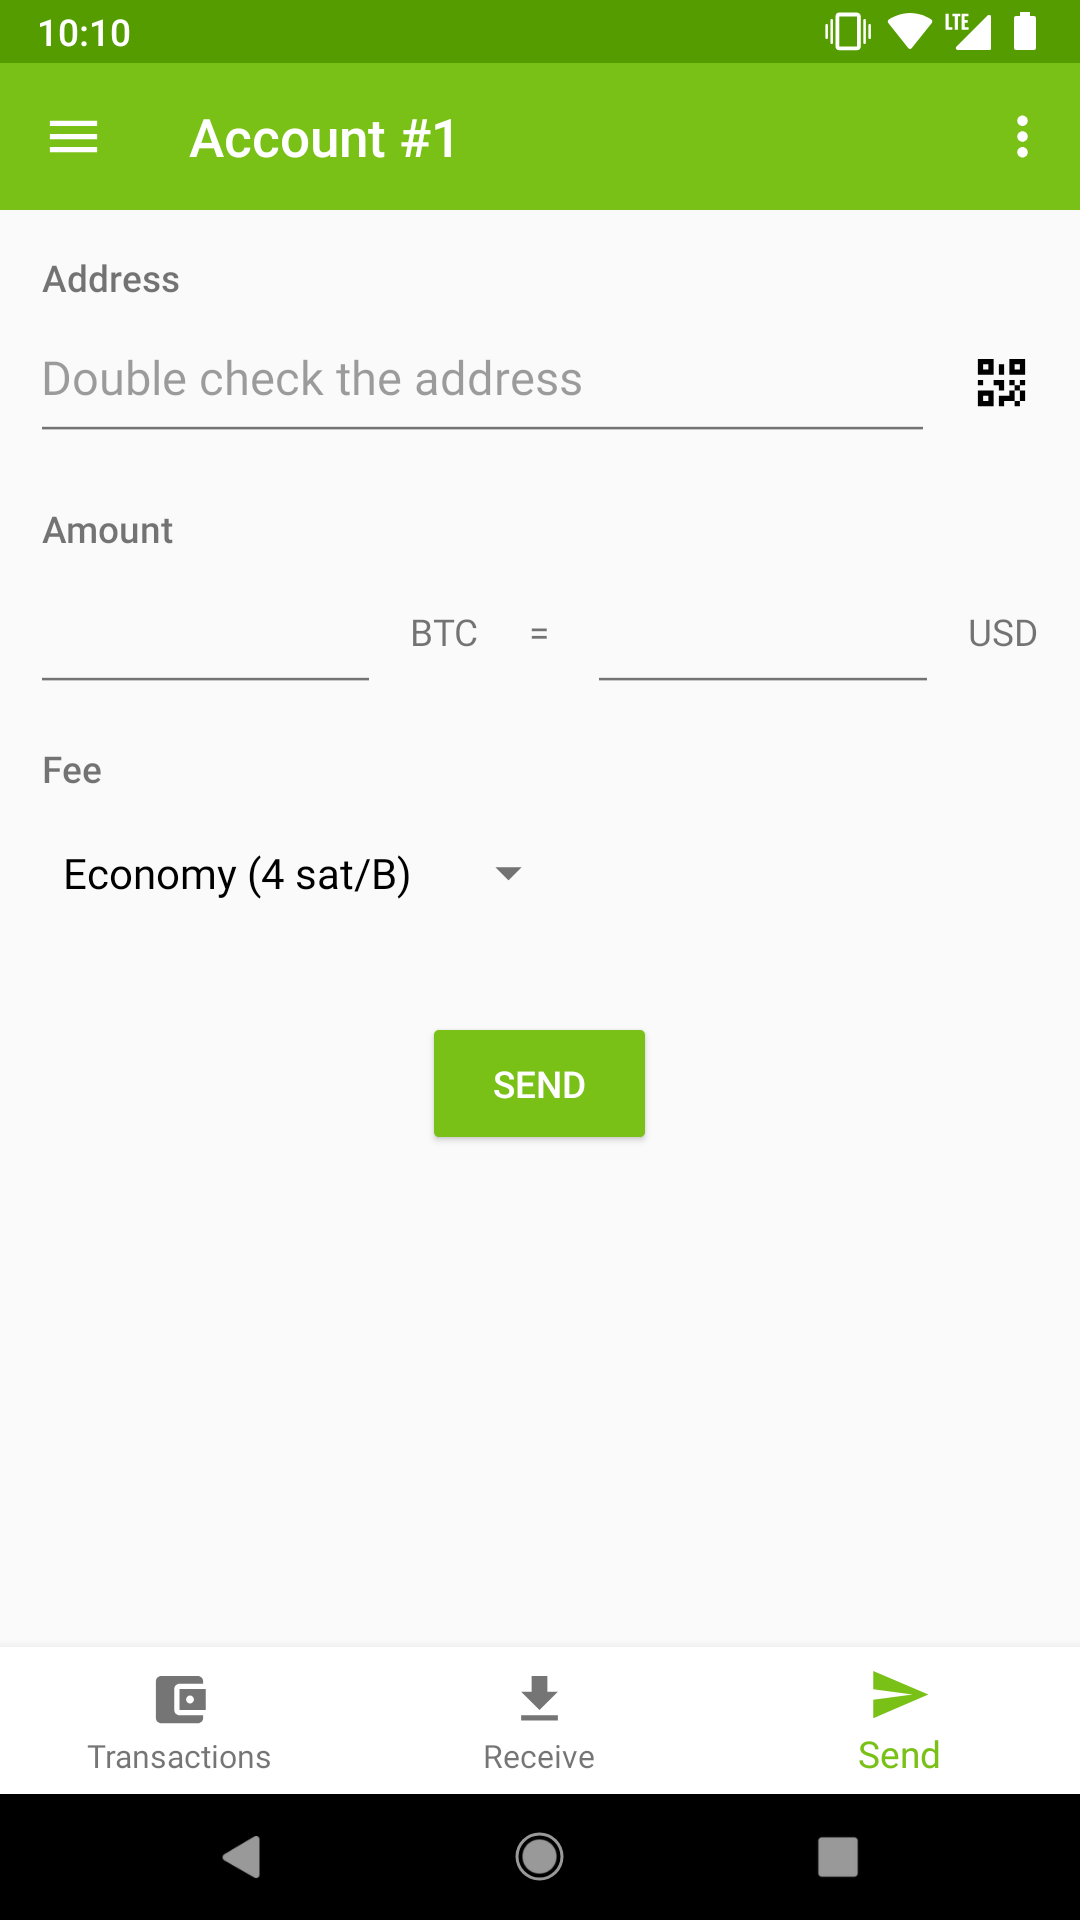 10:10
LTE
Account #1
Address
Double check the address
Amount
BTC = USD
Fee
Economy (4 sat/B)
SEND
Transactions Receive Send